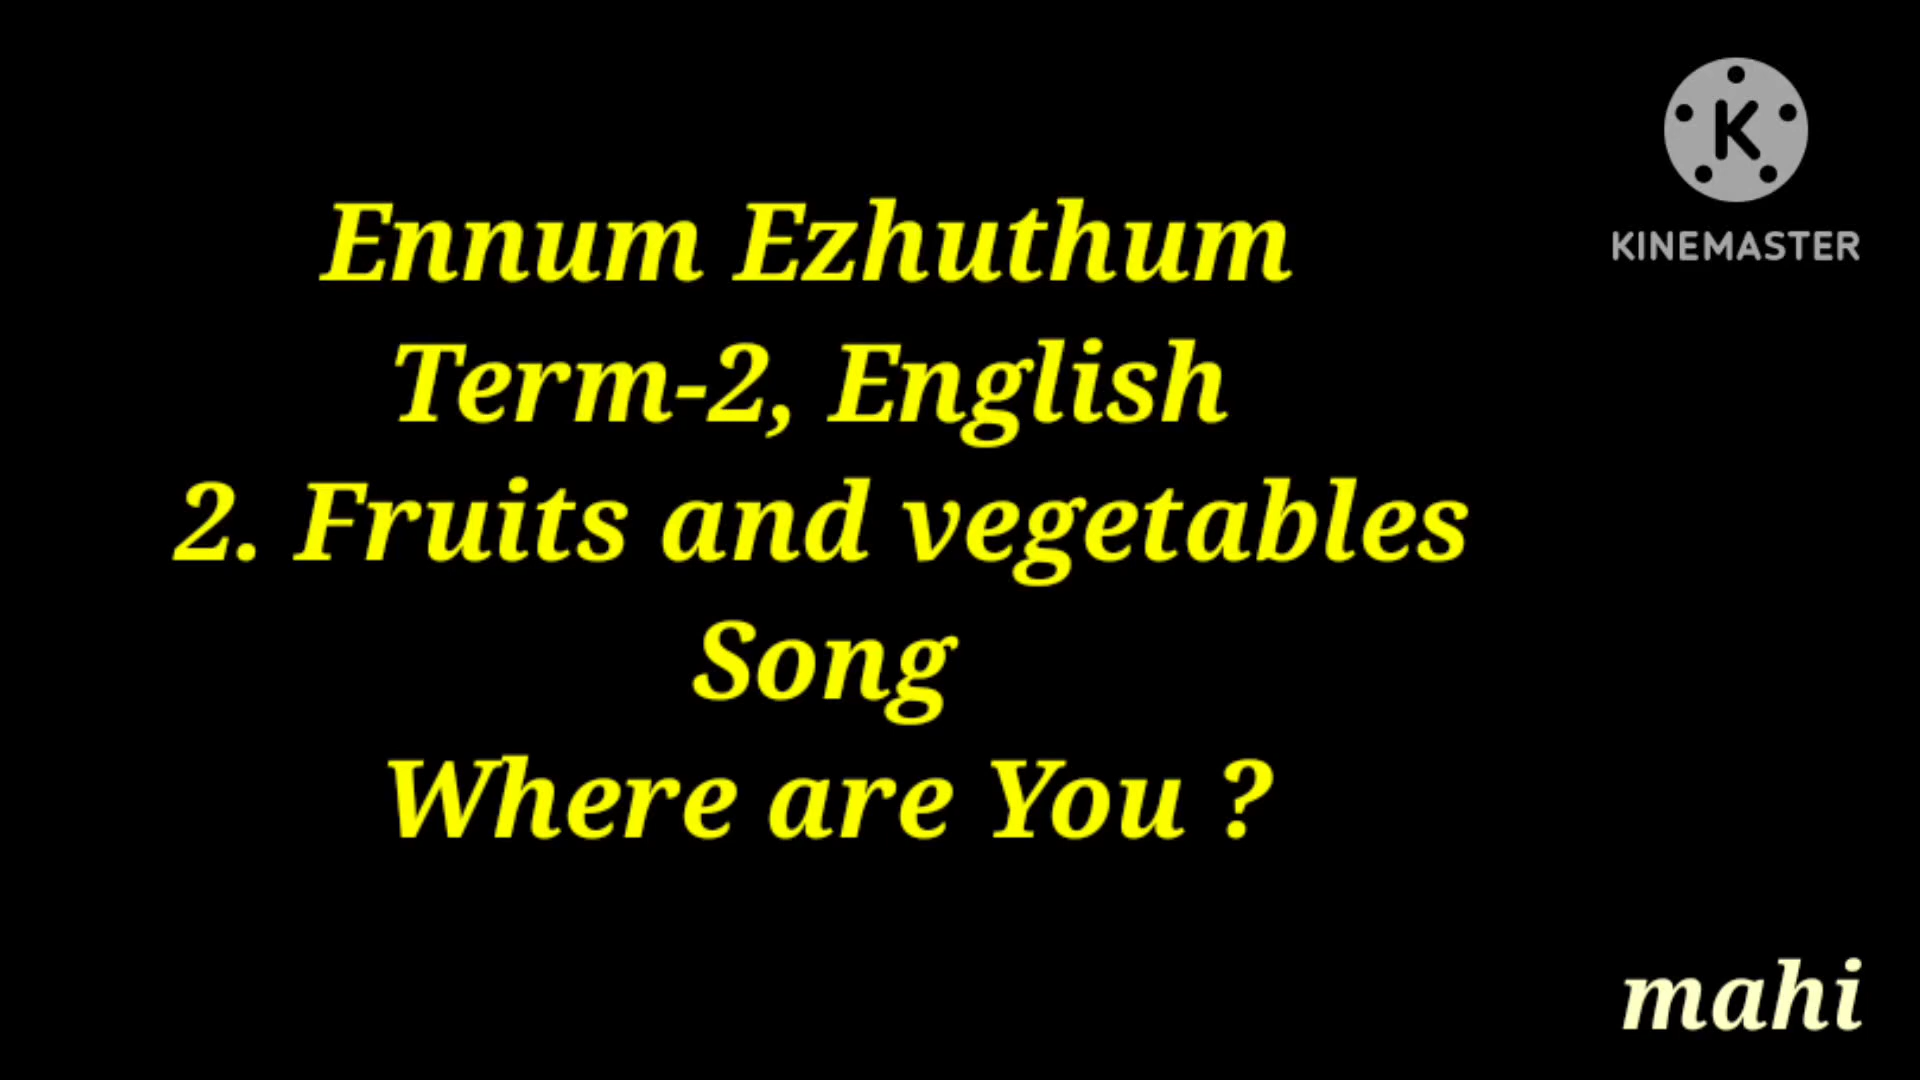 K
KINEMASTER
Ennum Ezhuthum
Term-2, English
2. Fruits and vegetables
Song
Where are You ?
mahi